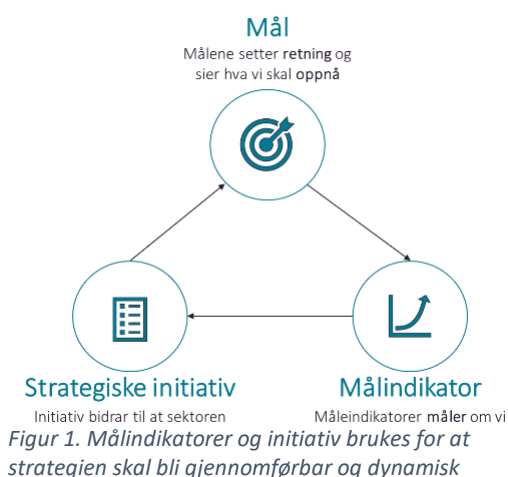 Mål
Målene setter retning og
sier hva vi skal oppnå
Strategiske initiativ
Initiativ bidrar til at sektoren
Målindikator
Måleindikatorer måler om vi
Figur 1. Målindikatorer og initiativ brukes for at
strategien skal bli gjennomførbar og dynamisk